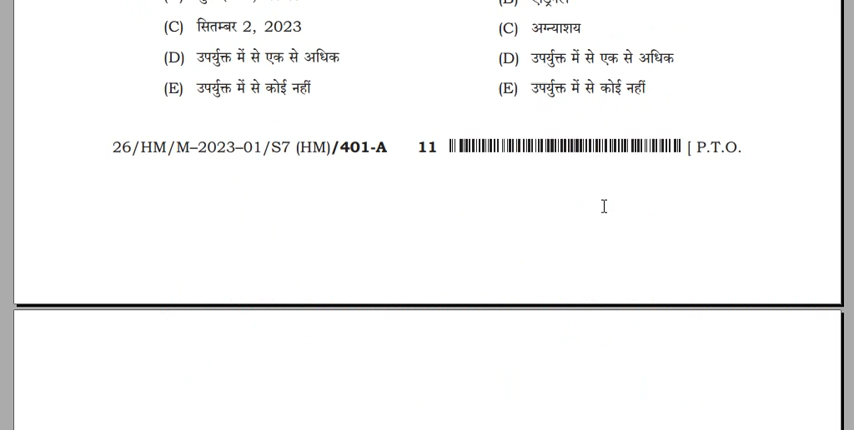 (C) सितम्बर 2, 2023
(D) उपर्युक्त में से एक से अधिक
(E) उपर्युक्त में से कोई नहीं
(C) अग्न्याशय
(D) उपर्युक्त में से एक से अधिक
(E) उपर्युक्त में से कोई नहीं
26/HM/M–2023–01/S7 (HM)/401-A 11 [ P.T.O.